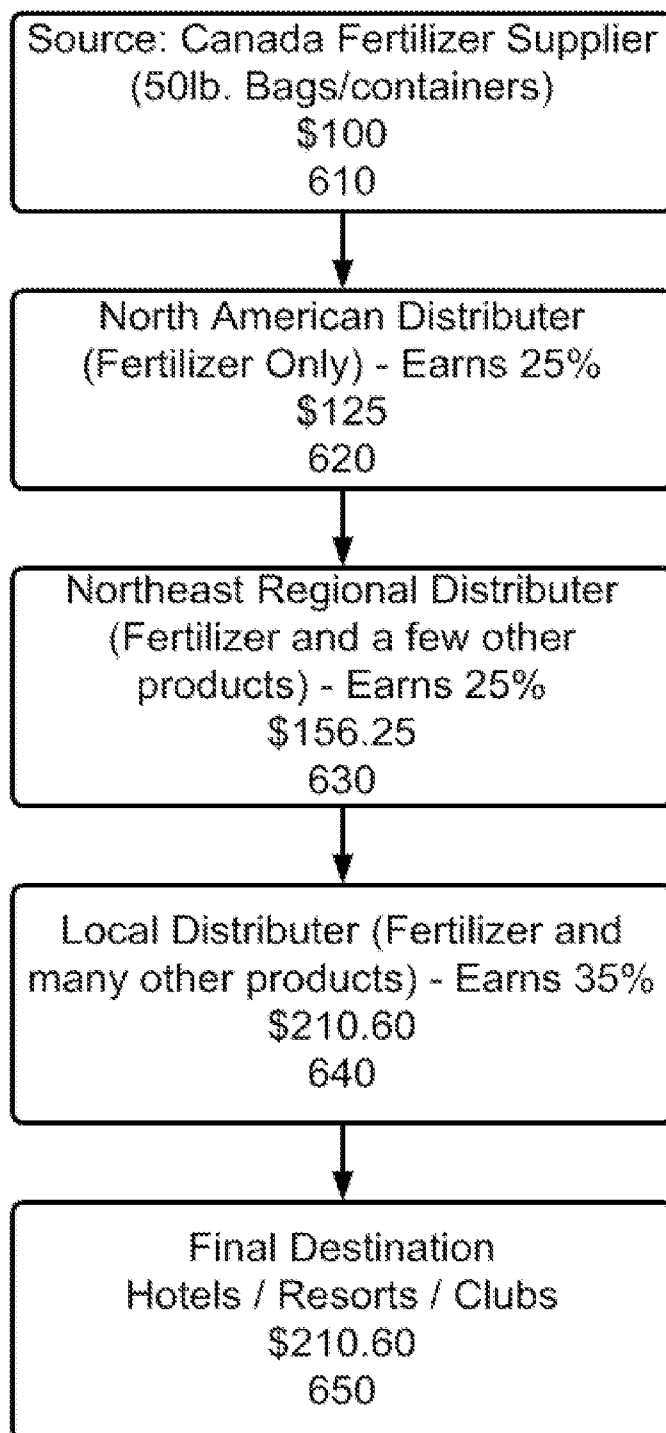 Source: Canada Fertilizer Supplier
(50lb. Bags/containers)
$100
610
North American Distributer
(Fertilizer Only) - Earns 25%
$125
620
Northeast Regional Distributer
(Fertilizer and a few other
products) - Earns 25%
$156.25
630
Local Distributer (Fertilizer and
many other products) - Earns 35%
$210.60
640
Final Destination
Hotels / Resorts / Clubs
$210.60
650